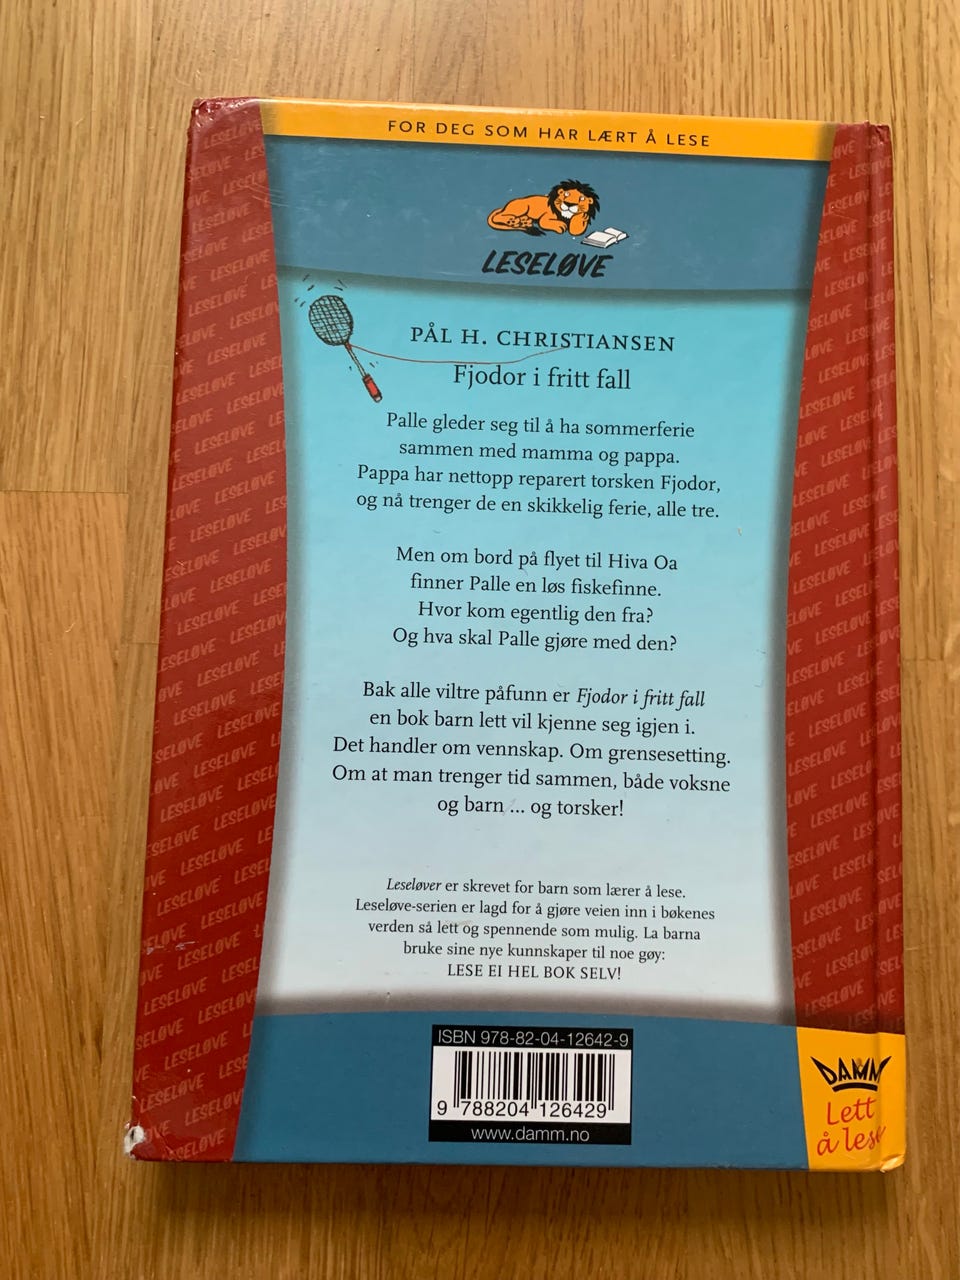 FOR DEG SOM HAR LÆRT Å LESE
LESELØVE
PÅL H. CHRISTIANSEN
Fjodor i fritt fall
Palle gleder seg til å ha sommerferie
sammen med mamma og pappa.
Pappa har nettopp reparert torsken Fjodor,
og nå trenger de en skikkelig ferie, alle tre.
Men om bord på flyet til Hiva Oa
finner Palle en løs fiskefinne.
Hvor kom egentlig den fra?
Og hva skal Palle gjøre med den?
Bak alle viltre påfunn er Fjodor i fritt fall
en bok barn lett vil kjenne seg igjen i.
Det handler om vennskap. Om grensesetting.
Om at man trenger tid sammen, både voksne
og barn ... og torsker!
Leseløver er skrevet for barn som lærer å lese.
Leseløve-serien er lagd for å gjøre veien inn i bøkenes
verden så lett og spennende som mulig. La barna
bruke sine nye kunnskaper til noe gøy:
LESE EI HEL BOK SELV!
ISBN 978-82-04-12642-9
9 788204 126429
www.damm.no
DAMM
Lett
å lese